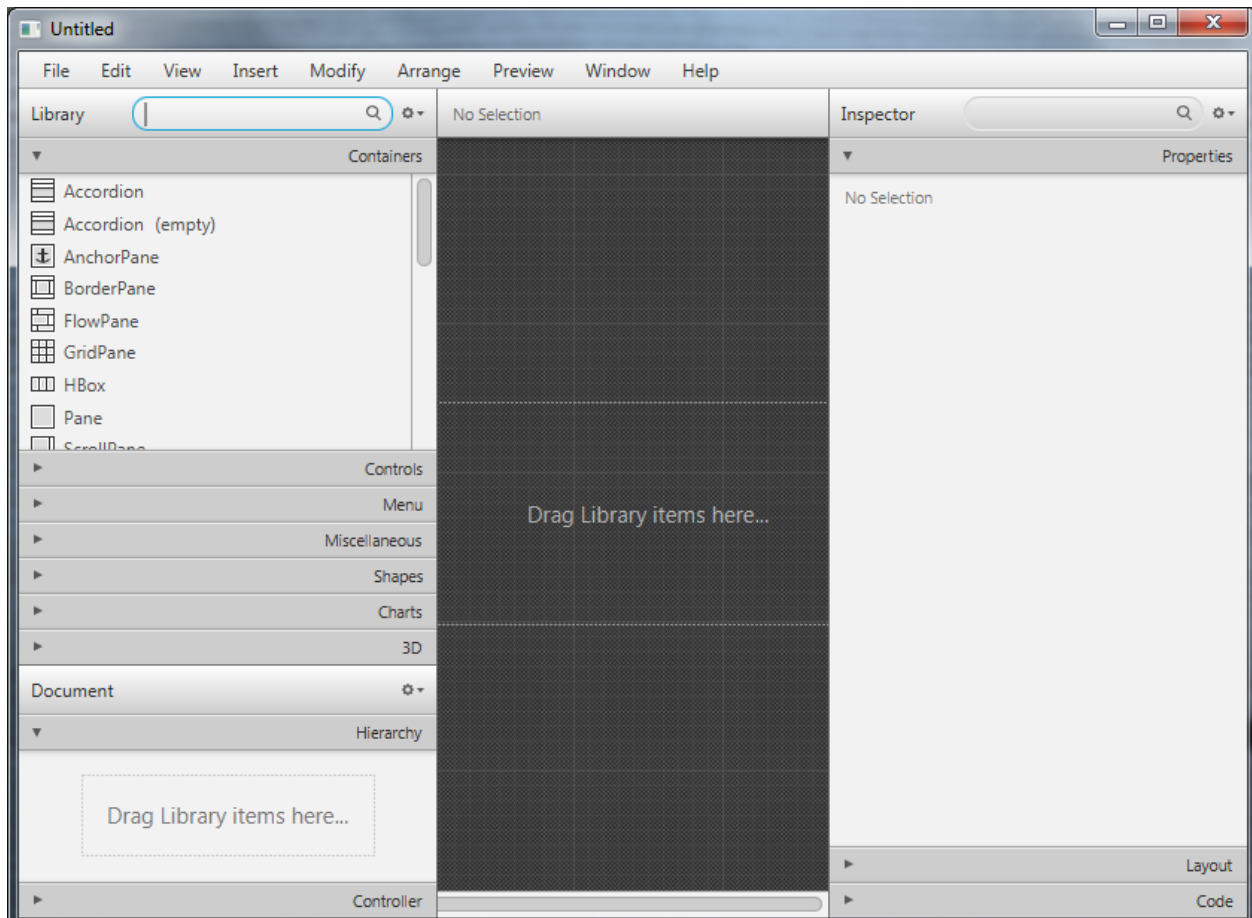 Untitled
File Edit View Insert Modify Arrange Preview Window Help
Library
Containers
Accordion
Accordion (empty)
AnchorPane
BorderPane
FlowPane
GridPane
HBox
Pane
ScrollPane
Controls
Menu
Miscellaneous
Shapes
Charts
3D
Document
Hierarchy
Drag Library items here...
Controller
No Selection
Drag Library items here...
Inspector
Properties
No Selection
Layout
Code